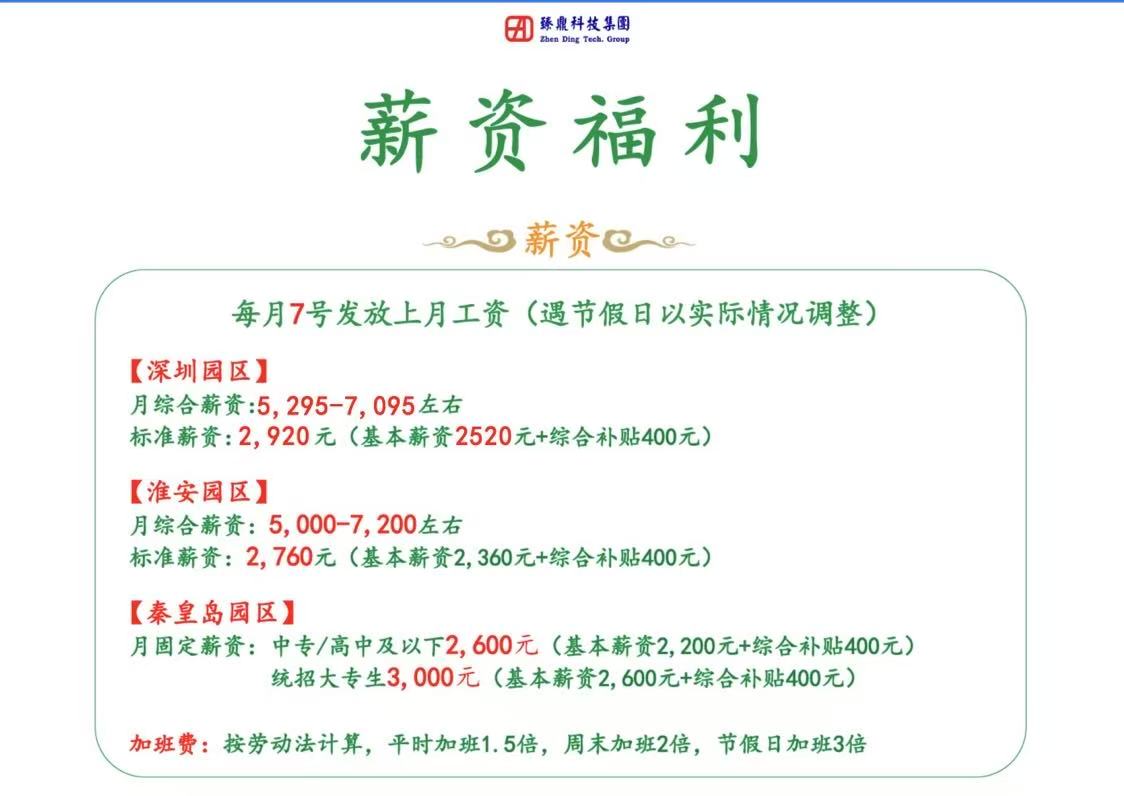 臻鼎科技集團
Zhen Ding Tech. Group
薪资福利
薪资
每月7号发放上月工资（遇节假日以实际情况调整）
【深圳园区】
月综合薪资:5,295-7,095左右
标准薪资:2,920元（基本薪资2520元+综合补贴400元）
【淮安园区】
月综合薪资：5,000-7,200左右
标准薪资：2,760元（基本薪资2,360元+综合补贴400元）
【秦皇岛园区】
月固定薪资：中专/高中及以下2,600元（基本薪资2,200元+综合补贴400元）
统招大专生3,000元（基本薪资2,600元+综合补贴400元）
加班费：按劳动法计算，平时加班1.5倍，周末加班2倍，节假日加班3倍